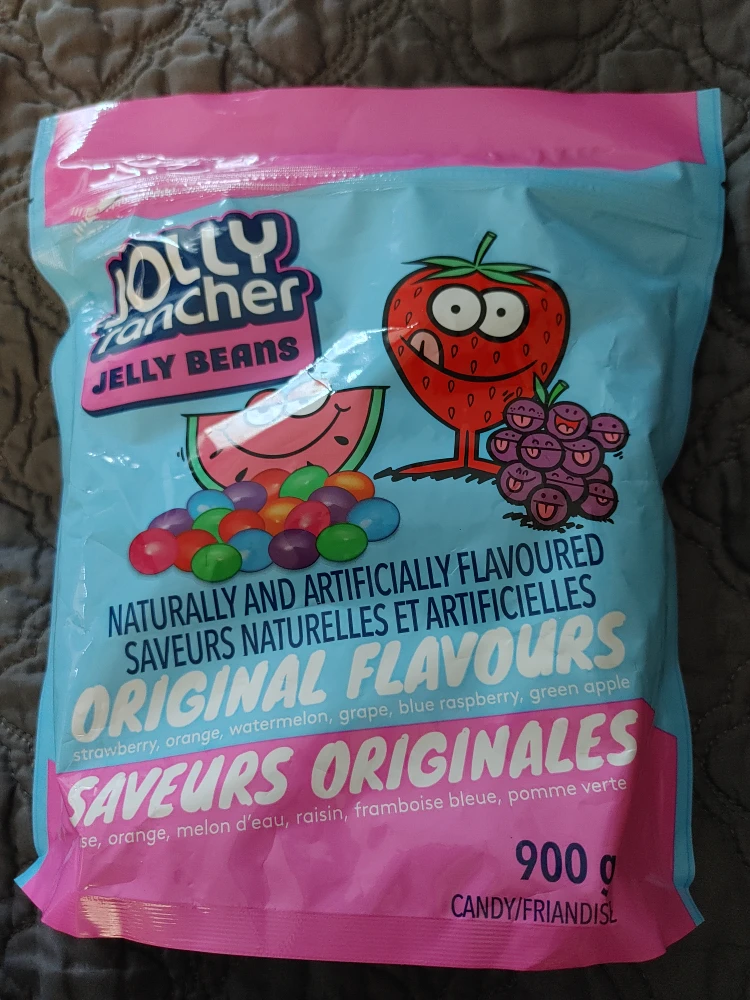 JOLLY
rancher
JELLY BEANS
NATURALLY AND ARTIFICIALLY FLAVOURED
SAVEURS NATURELLES ET ARTIFICIELLES
ORIGINAL FLAVOURS
strawberry, orange, watermelon, grape, blue raspberry, green apple
SAVEURS ORIGINALES
se, orange, melon d'eau, raisin, framboise bleue, pomme verte
900 g
CANDY/FRIANDISE